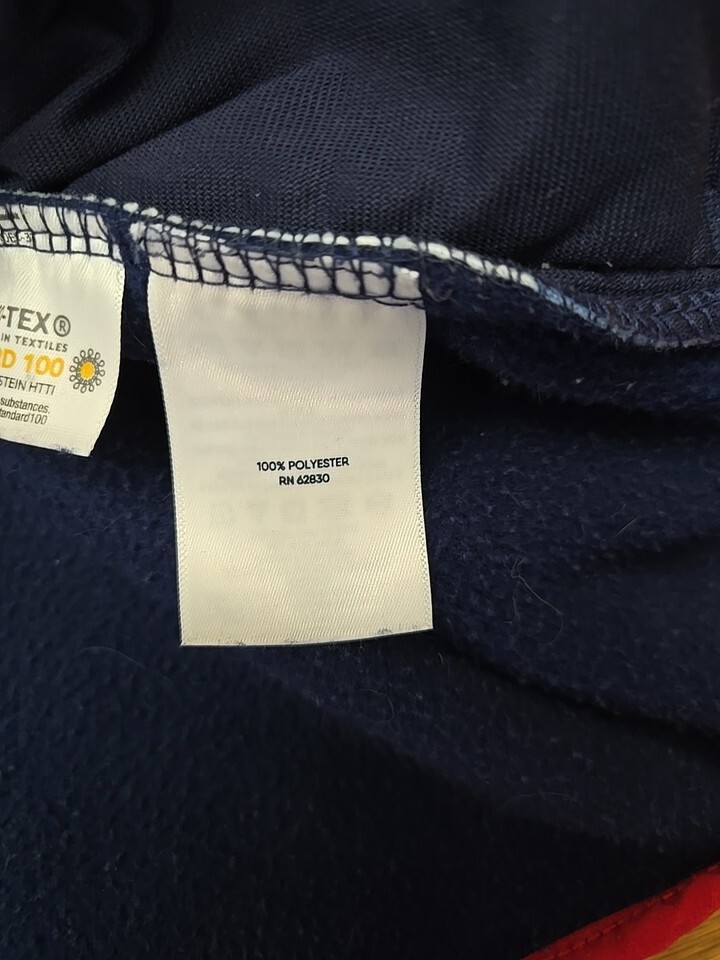 -TEX®
IN TEXTILES
D 100
STEIN HTTI
substances.
tandard100
100% POLYESTER
RN 62830